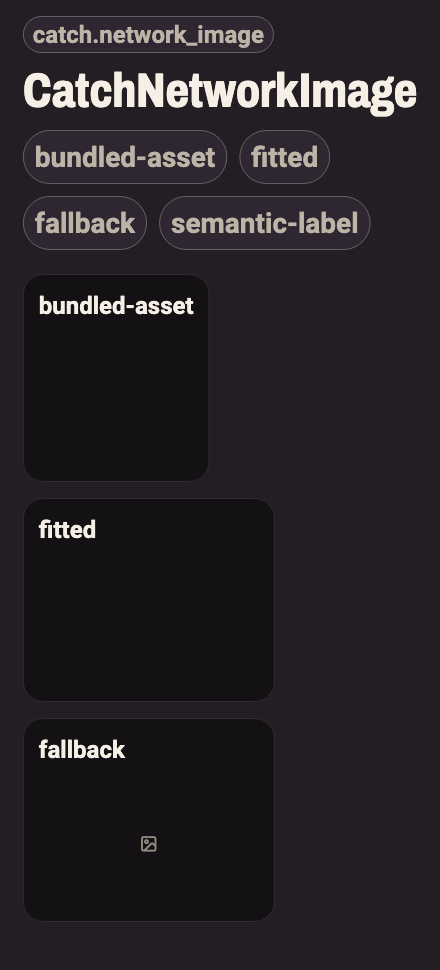 catch.network_image
CatchNetworkImage
bundled-asset fitted
fallback semantic-label
bundled-asset
fitted
fallback